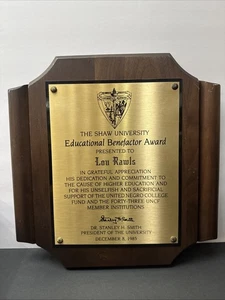 THE SHAW UNIVERSITY
Educational Benefactor Award
PRESENTED TO
Lou Rawls
IN GRATEFUL APPRECIATION
HIS DEDICATION AND COMMITMENT TO
THE CAUSE OF HIGHER EDUCATION AND
FOR HIS UNSELFISH AND SACRIFICIAL
SUPPORT OF THE UNITED NEGRO COLLEGE
FUND AND THE FORTY-THREE UNCF
MEMBER INSTITUTIONS
DR. STANLEY H. SMITH
PRESIDENT OF THE UNIVERSITY
DECEMBER 8, 1985